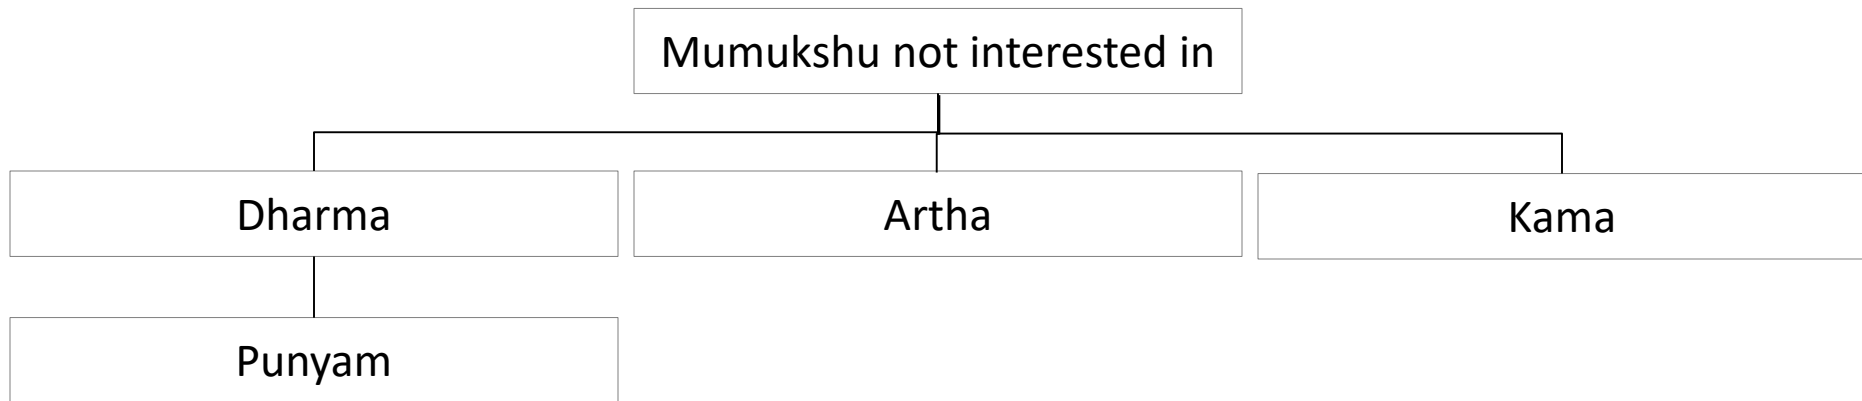 Mumukshu not interested in
Dharma
Artha
Kama
Punyam